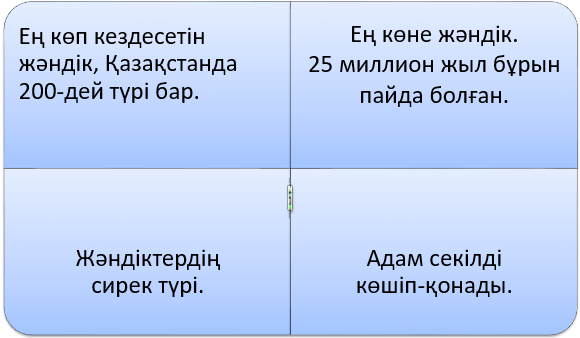 Ең көп кездесетін
жәндік, Қазақстанда
200-дей түрі бар.
Ең көне жәндік.
25 миллион жыл бұрын
пайда болған.
Жәндіктердің
сирек түрі.
Адам секілді
көшіп-қонады.